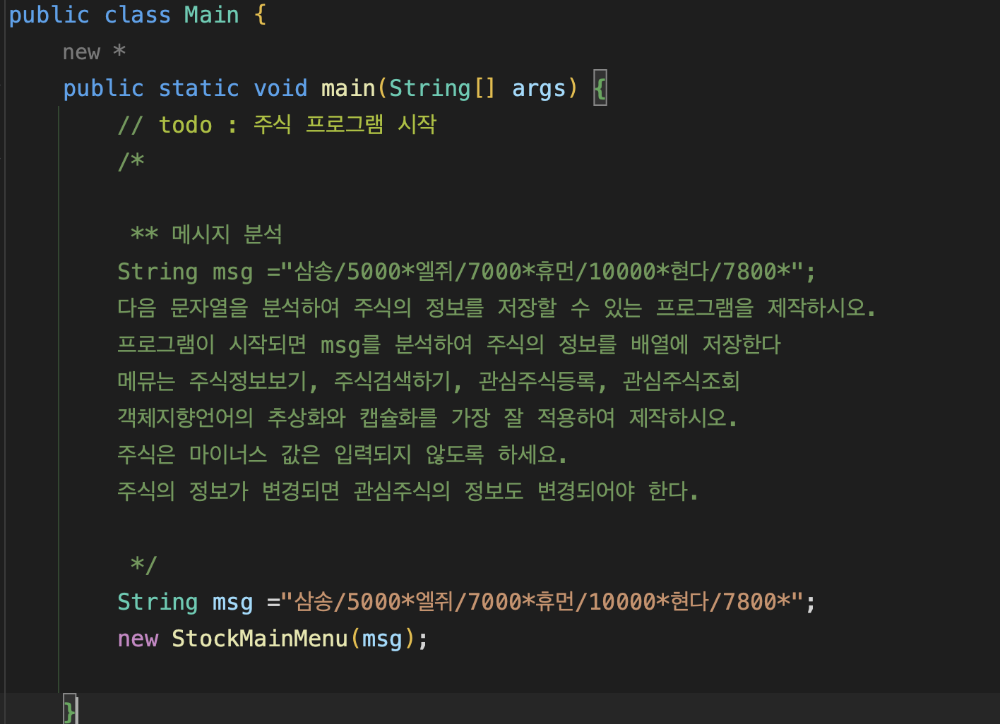 public class Main {
new *
public static void main(String[] args) {
// todo : 주식 프로그램 시작
/*
** 메시지 분석
String msg ="삼송/5000*엘쥐/7000*휴먼/10000*현다/7800*";
다음 문자열을 분석하여 주식의 정보를 저장할 수 있는 프로그램을 제작하시오.
프로그램이 시작되면 msg를 분석하여 주식의 정보를 배열에 저장한다
메뮤는 주식정보보기, 주식검색하기, 관심주식등록, 관심주식조회
객체지향언어의 추상화와 캡슐화를 가장 잘 적용하여 제작하시오.
주식은 마이너스 값은 입력되지 않도록 하세요.
주식의 정보가 변경되면 관심주식의 정보도 변경되어야 한다.
*/
String msg ="삼송/5000*엘쥐/7000*휴먼/10000*현다/7800*";
new StockMainMenu(msg);
}